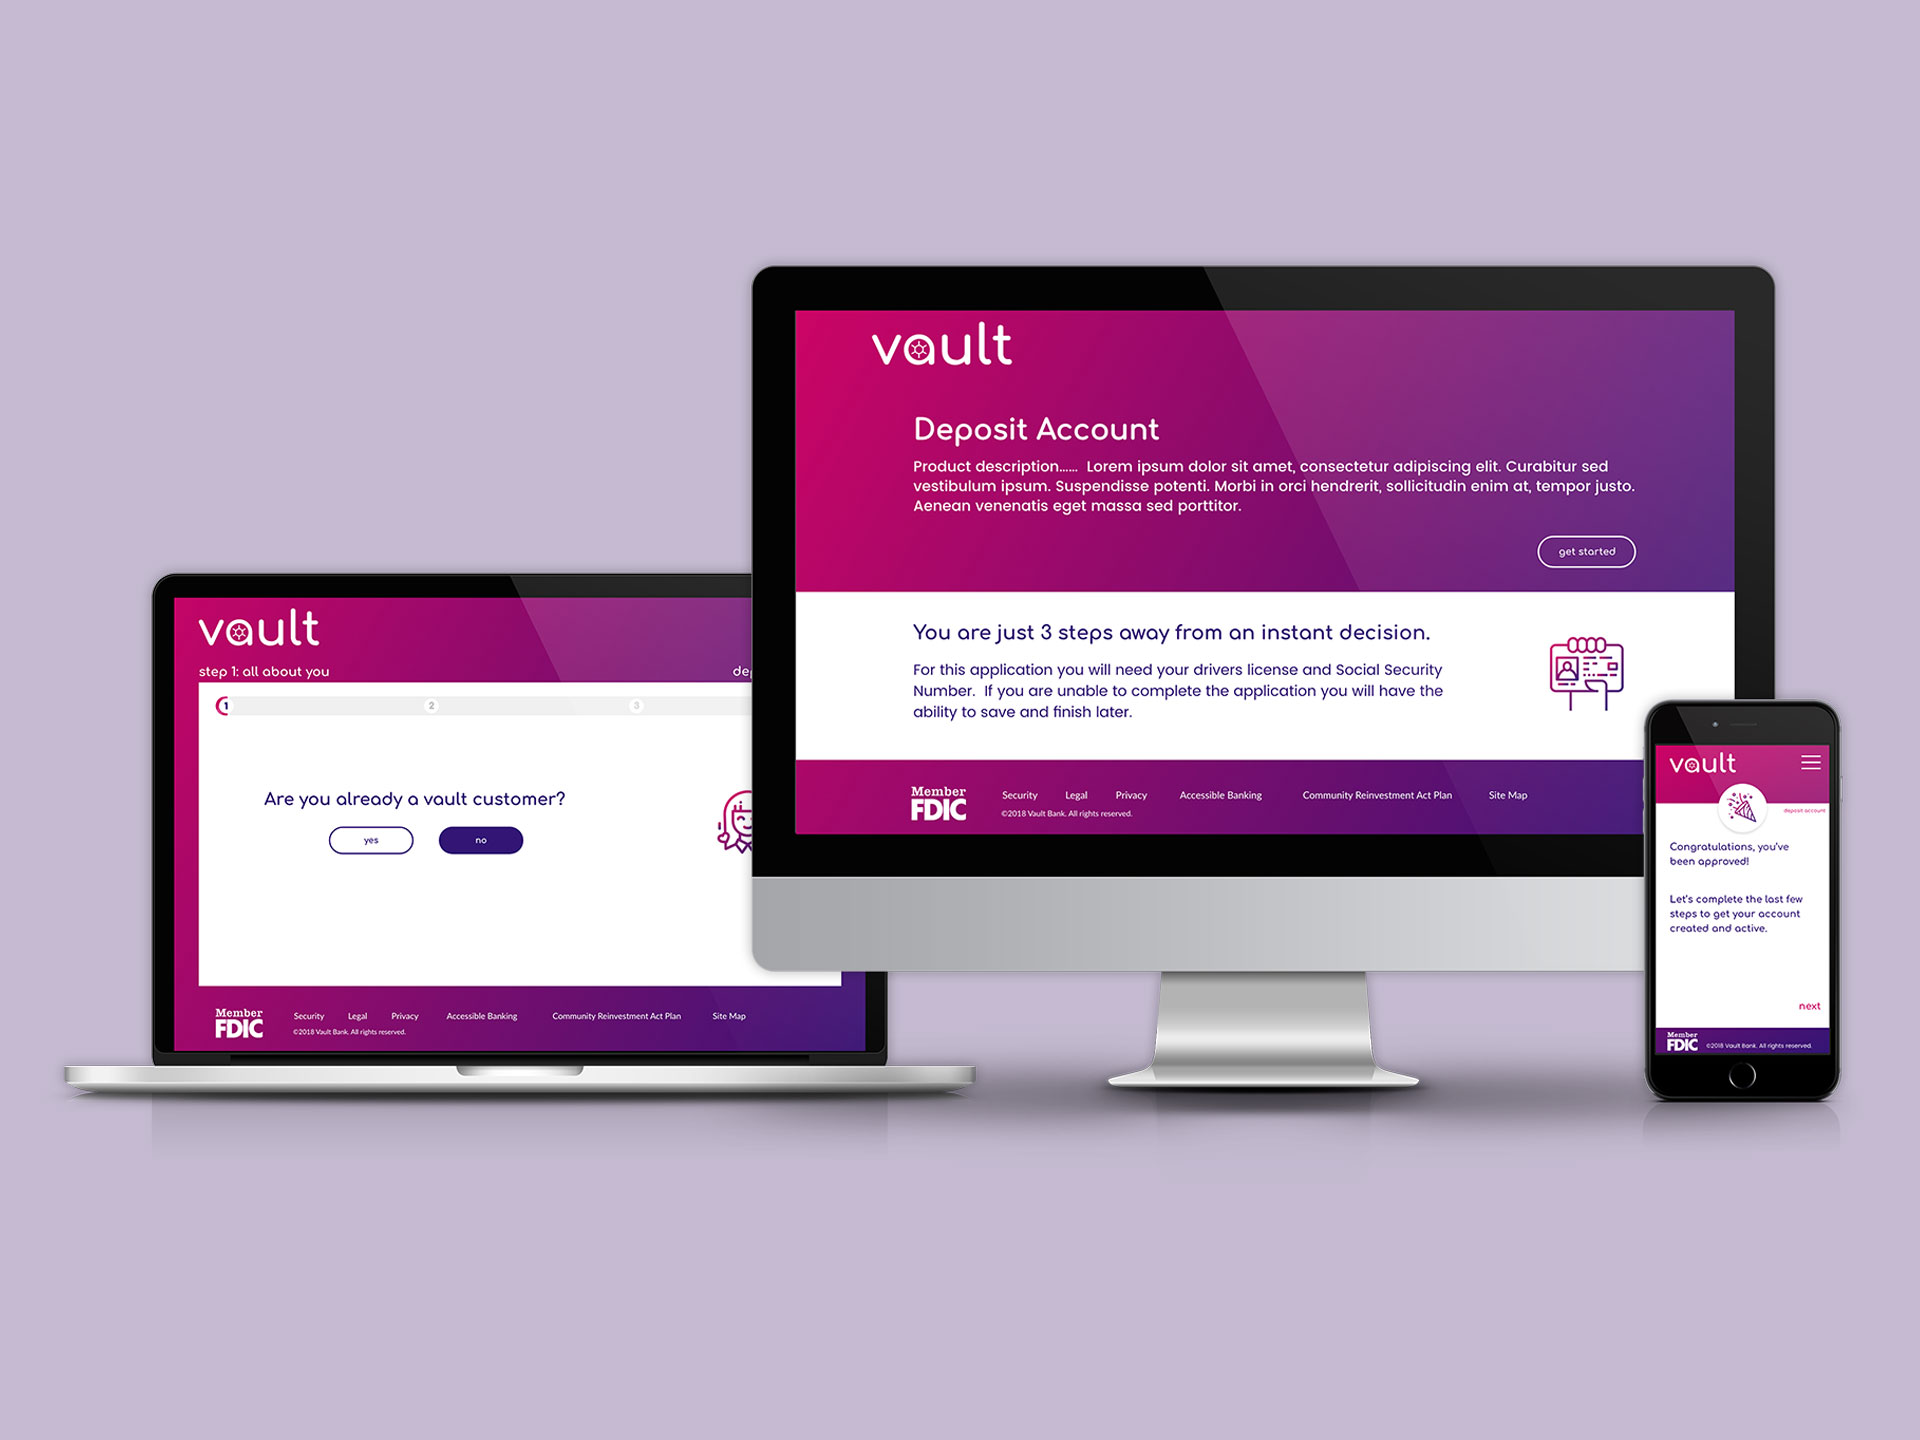 vault
step 1: all about you
1
2
3
Are you already a vault customer?
yes
no
Member
FDIC
Security Legal Privacy Accessible Banking Community Reinvestment Act Plan Site Map
©2018 Vault Bank. All rights reserved.
vault
Deposit Account
Product description...... Lorem ipsum dolor sit amet, consectetur adipiscing elit. Curabitur sed
vestibulum ipsum. Suspendisse potenti. Morbi in orci hendrerit, sollicitudin enim at, tempor justo.
Aenean venenatis eget massa sed porttitor.
get started
You are just 3 steps away from an instant decision.
For this application you will need your drivers license and Social Security
Number. If you are unable to complete the application you will have the
ability to save and finish later.
Member
FDIC
Security Legal Privacy Accessible Banking Community Reinvestment Act Plan Site Map
©2018 Vault Bank. All rights reserved.
vault
deposit account
Congratulations, you've
been approved!
Let's complete the last few
steps to get your account
created and active.
next
Member
FDIC
©2018 Vault Bank. All rights reserved.